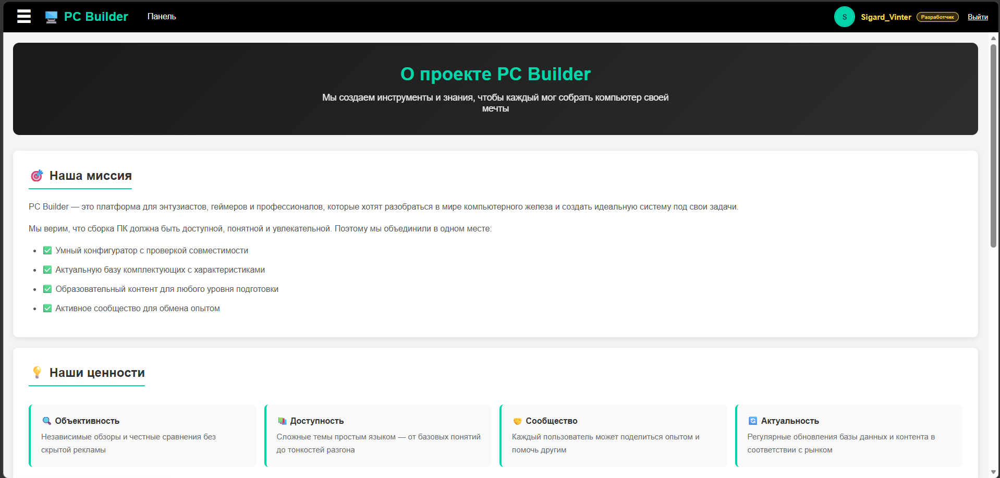 PC Builder
Панель
S
Sigard_Vinter
Разработчик
Выйти
О проекте PC Builder
Мы создаем инструменты и знания, чтобы каждый мог собрать компьютер своей
мечты
Наша миссия
PC Builder — это платформа для энтузиастов, геймеров и профессионалов, которые хотят разобраться в мире компьютерного железа и создать идеальную систему под свои задачи.
Мы верим, что сборка ПК должна быть доступной, понятной и увлекательной. Поэтому мы объединили в одном месте:
• ✅ Умный конфигуратор с проверкой совместимости
• ✅ Актуальную базу комплектующих с характеристиками
• ✅ Образовательный контент для любого уровня подготовки
• ✅ Активное сообщество для обмена опытом
Наши ценности
Объективность
Независимые обзоры и честные сравнения без
скрытой рекламы
Доступность
Сложные темы простым языком — от базовых понятий
до тонкостей разгона
Сообщество
Каждый пользователь может поделиться опытом и
помочь другим
Актуальность
Регулярные обновления базы данных и контента в
соответствии с рынком